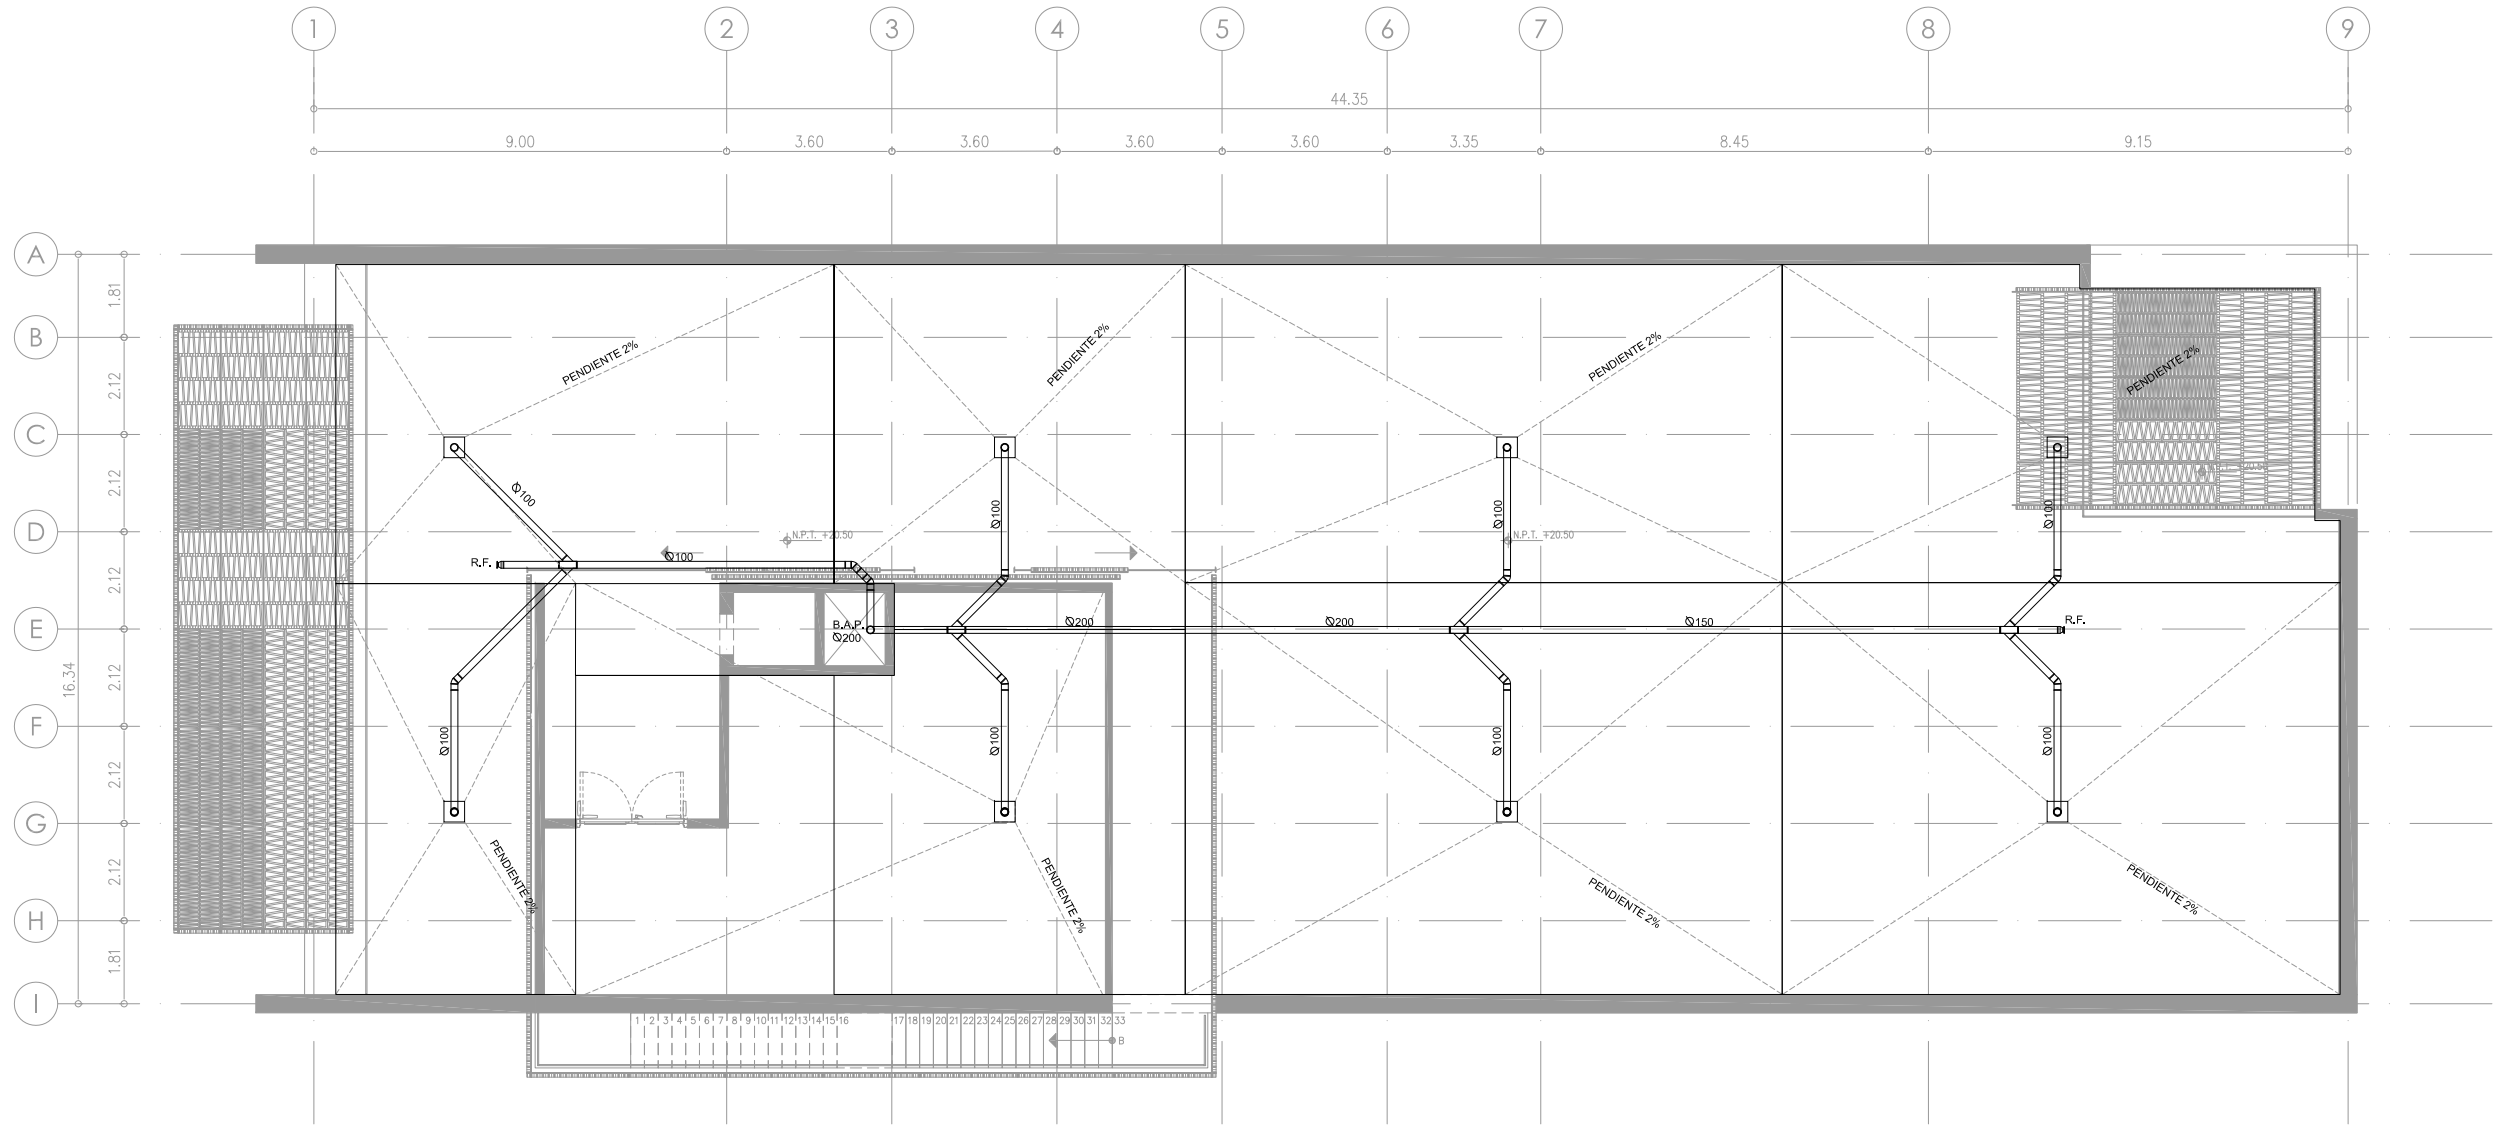 1 2 3 4 5 6 7 8 9
44.35
9.00 3.60 3.60 3.60 3.60 3.35 8.45 9.15
A
1.81
B
PENDIENTE 2%
PENDIENTE 2%
PENDIENTE 2%
PENDIENTE 2%
2.12
C
2.12
N.P.T. +20.50
Ø100
Ø100
Ø100
Ø100
D
N.P.T. +20.50
N.P.T. +20.50
R.F.
Ø100
2.12
E
B.A.P.
Ø200
Ø200
Ø200
Ø150
R.F.
16.34
2.12
F
Ø100
Ø100
Ø100
Ø100
2.12
G
PENDIENTE 2%
PENDIENTE 2%
PENDIENTE 2%
PENDIENTE 2%
2.12
H
1.81
I
1 2 3 4 5 6 7 8 9 10 11 12 13 14 15 16 17 18 19 20 21 22 23 24 25 26 27 28 29 30 31 32 33
B